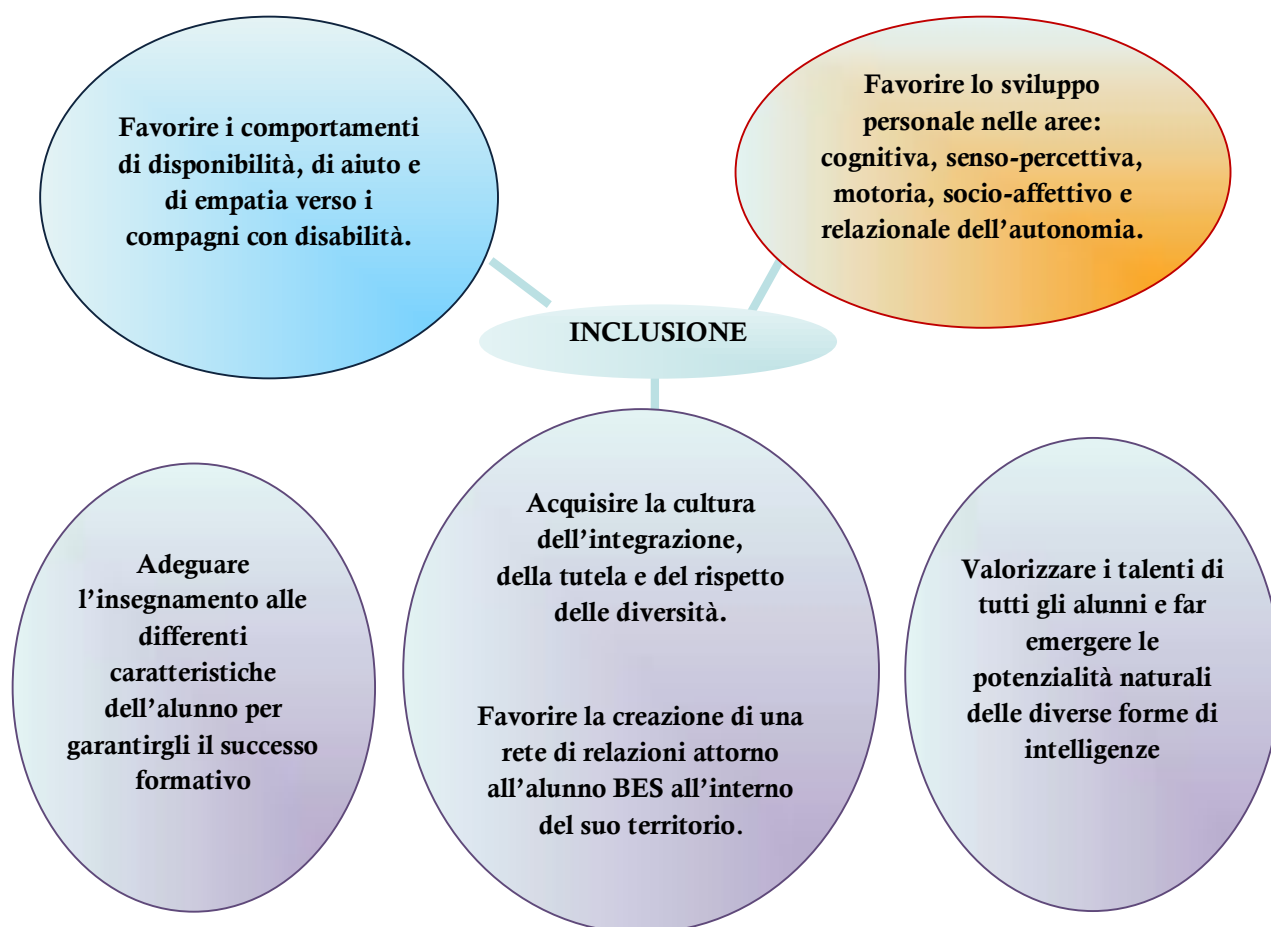 Favorire i comportamenti
di disponibilità, di aiuto e
di empatia verso i
compagni con disabilità.
Favorire lo sviluppo
personale nelle aree:
cognitiva, senso-percettiva,
motoria, socio-affettivo e
relazionale dell’autonomia.
INCLUSIONE
Adeguare
l’insegnamento alle
differenti
caratteristiche
dell’alunno per
garantirgli il successo
formativo
Acquisire la cultura
dell’integrazione,
della tutela e del rispetto
delle diversità.
Favorire la creazione di una
rete di relazioni attorno
all’alunno BES all’interno
del suo territorio.
Valorizzare i talenti di
tutti gli alunni e far
emergere le
potenzialità naturali
delle diverse forme di
intelligenze